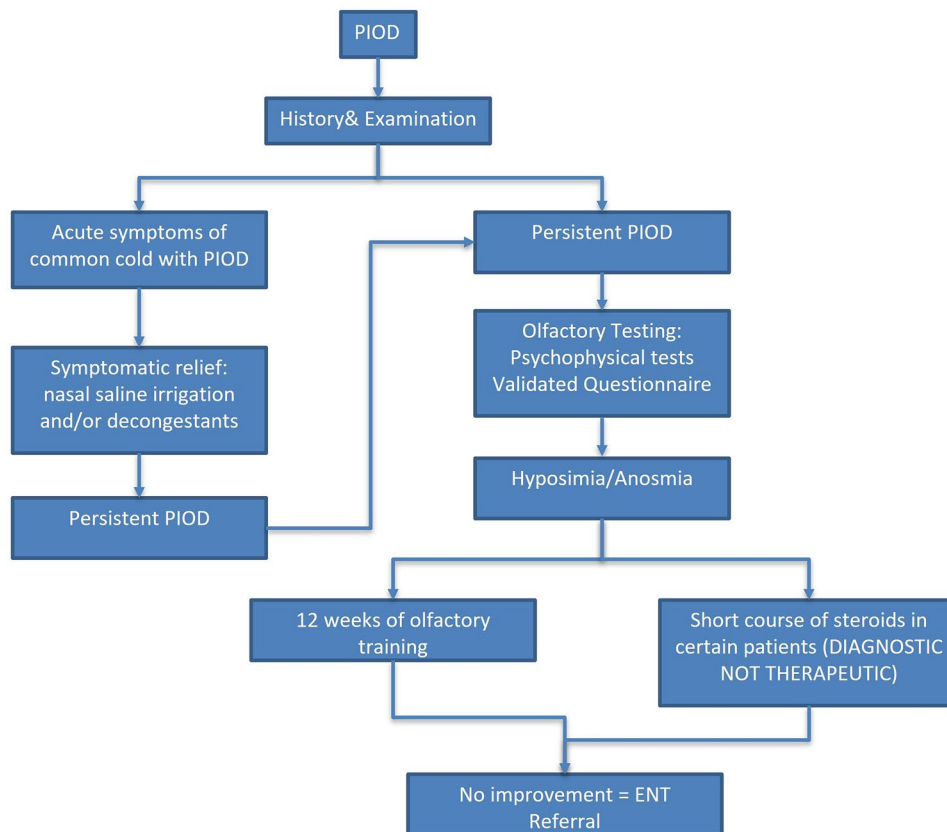 PIOD
History& Examination
Acute symptoms of
common cold with PIOD
Persistent PIOD
Symptomatic relief:
nasal saline irrigation
and/or decongestants
Olfactory Testing:
Psychophysical tests
Validated Questionnaire
Persistent PIOD
Hyposimia/Anosmia
12 weeks of olfactory
training
Short course of steroids in
certain patients (DIAGNOSTIC
NOT THERAPEUTIC)
No improvement = ENT
Referral